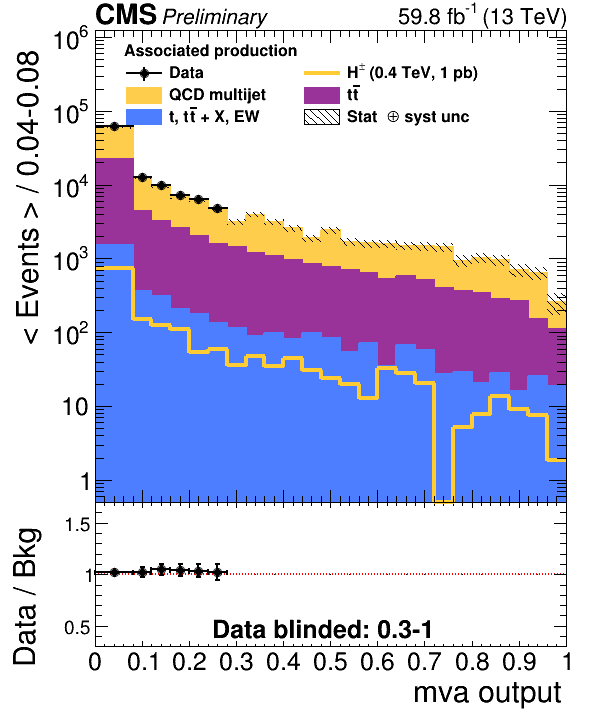 CMS Preliminary 59.8 fb⁻¹ (13 TeV)
Associated production
Data
H± (0.4 TeV, 1 pb)
QCD multijet
tt̄
t, tt̄ + X, EW
Stat ⊕ syst unc
< Events > / 0.04-0.08
10⁶
10⁵
10⁴
10³
10²
10
1
Data / Bkg
1.5
1
0.5
Data blinded: 0.3-1
0 0.1 0.2 0.3 0.4 0.5 0.6 0.7 0.8 0.9 1
mva output